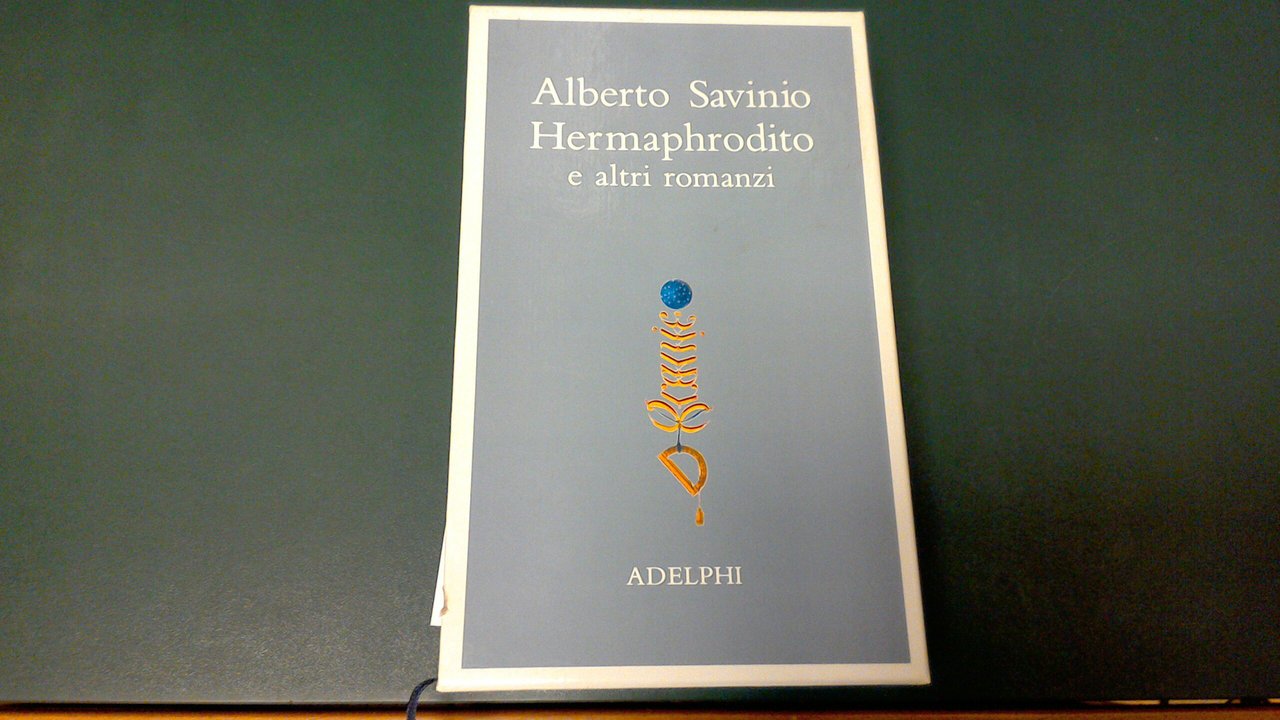 Alberto Savinio
Hermaphrodito
e altri romanzi
ADELPHI